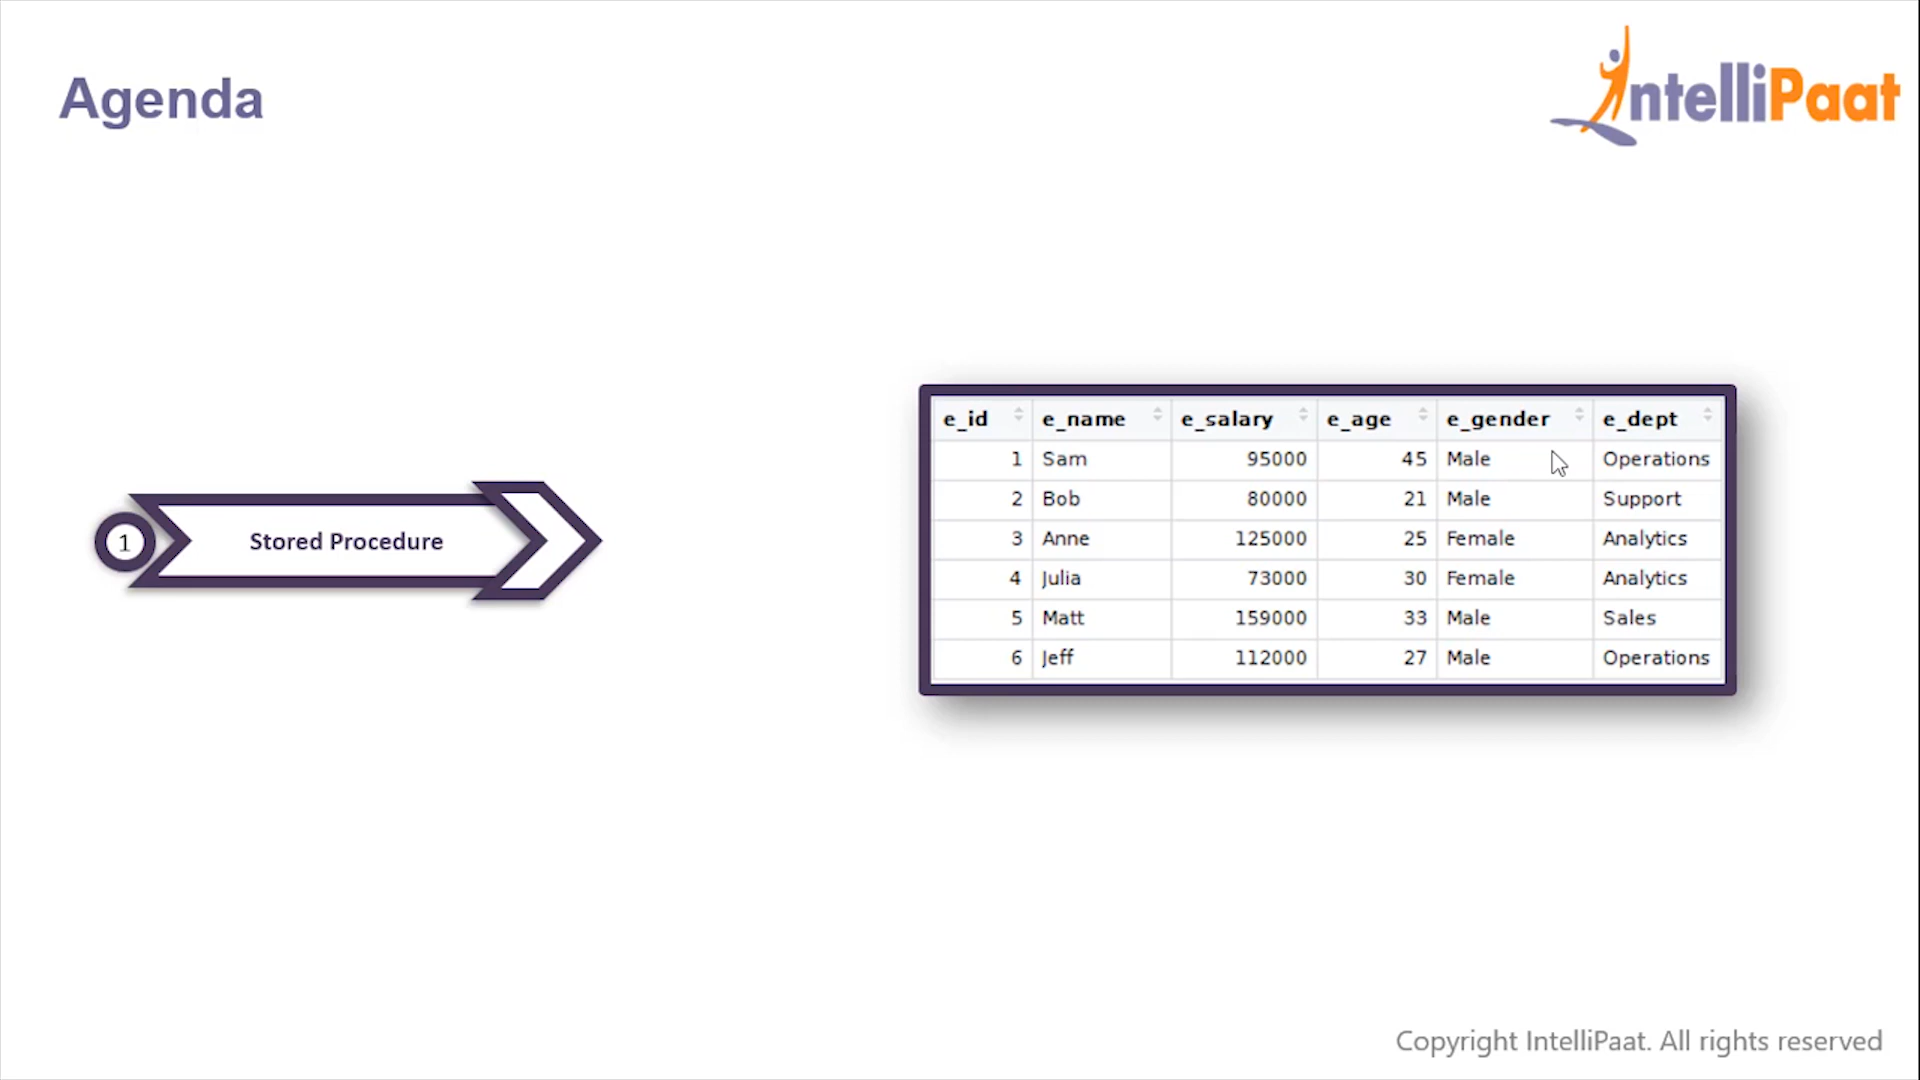 Agenda
IntelliPaat
1 Stored Procedure
e_id e_name e_salary e_age e_gender e_dept
1 Sam 95000 45 Male Operations
2 Bob 80000 21 Male Support
3 Anne 125000 25 Female Analytics
4 Julia 73000 30 Female Analytics
5 Matt 159000 33 Male Sales
6 Jeff 112000 27 Male Operations
Copyright IntelliPaat. All rights reserved